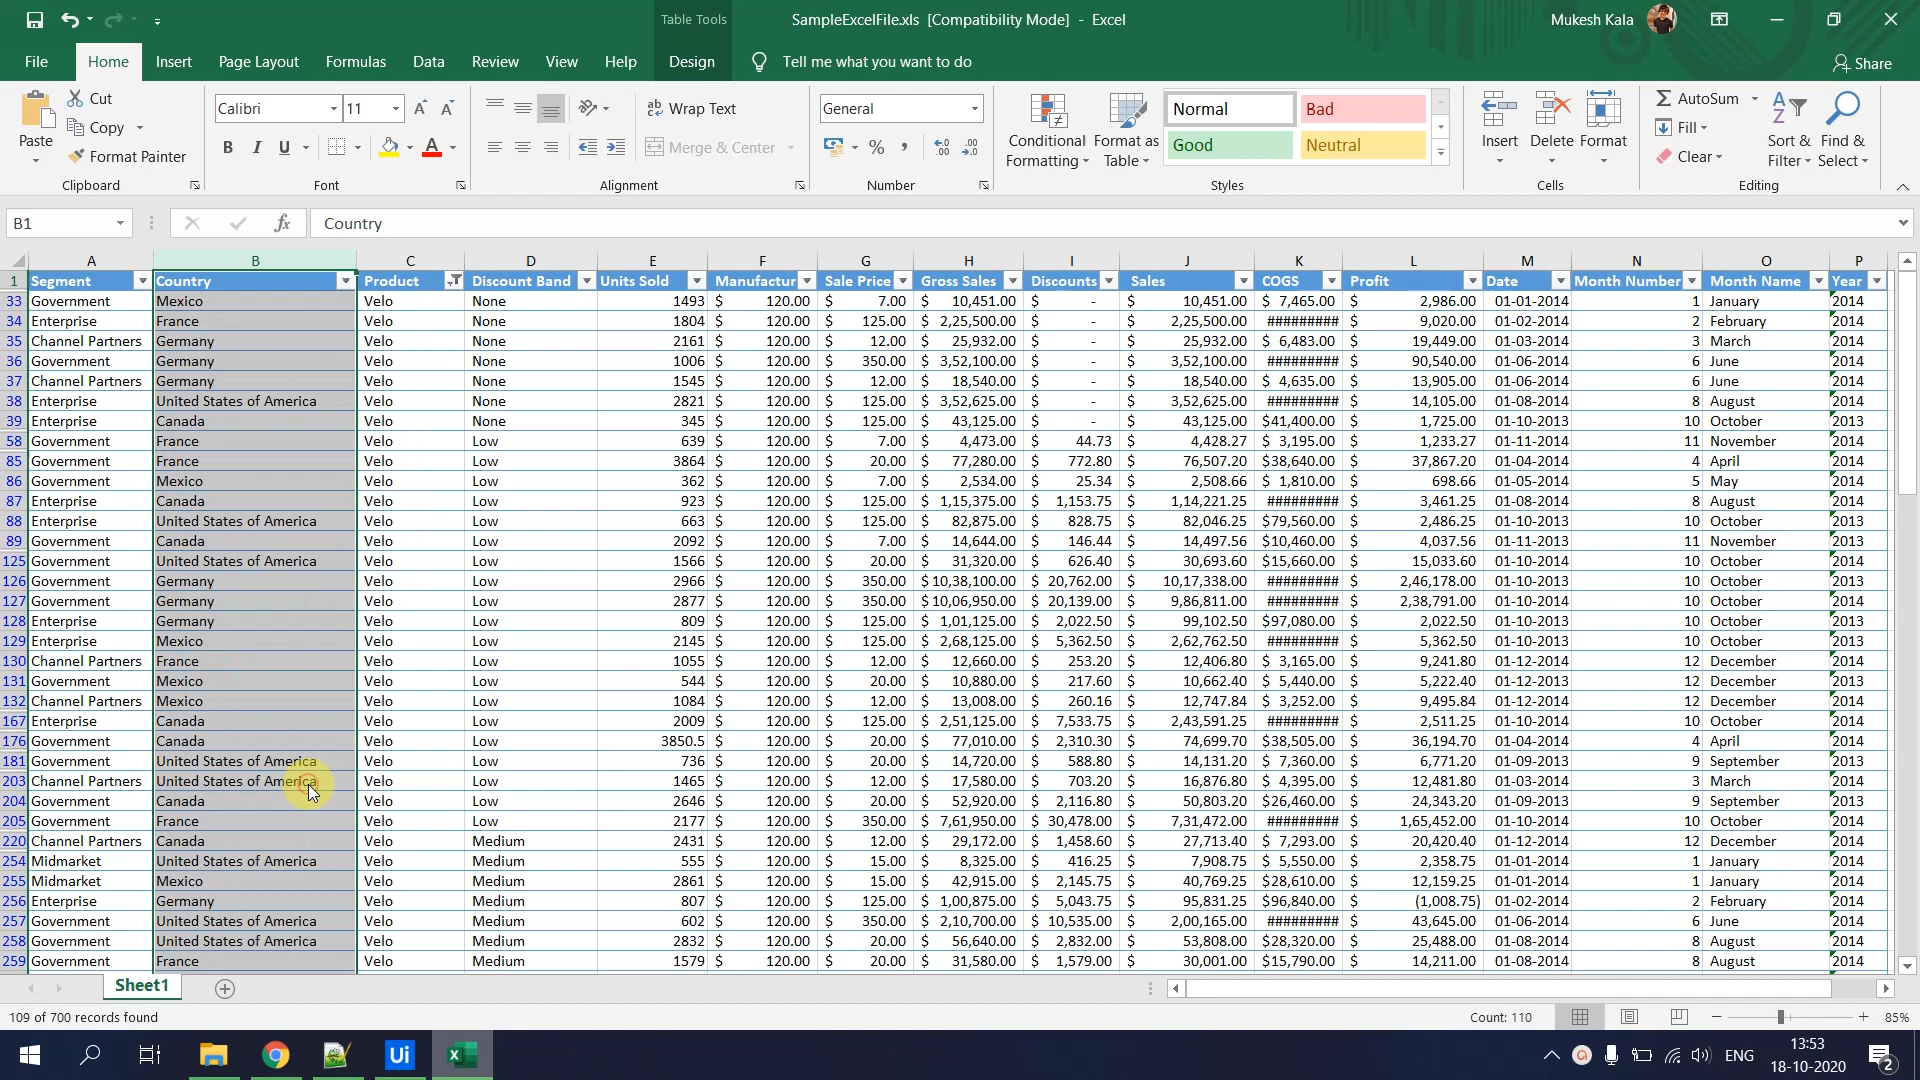 Table Tools
SampleExcelFile.xls [Compatibility Mode] - Excel
Mukesh Kala
File Home Insert Page Layout Formulas Data Review View Help Design Tell me what you want to do Share
Cut
Copy
Format Painter
Paste
Clipboard
Calibri 11
B I U A
Font
Wrap Text
Merge & Center
Alignment
General
% ,
Number
Conditional Formatting
Format as Table
Normal Bad
Good Neutral
Styles
Insert Delete Format
Cells
AutoSum
Fill
Clear
Sort & Filter
Find & Select
Editing
B1 fx Country
A B C D E F G H I J K L M N O P
1 Segment Country Product Discount Band Units Sold Manufactur Sale Price Gross Sales Discounts Sales COGS Profit Date Month Number Month Name Year
33 Government Mexico Velo None 1493 $ 120.00 $ 7.00 $ 10,451.00 $ - $ 10,451.00 $ 7,465.00 $ 2,986.00 01-01-2014 1 January 2014
34 Enterprise France Velo None 1804 $ 120.00 $ 125.00 $ 2,25,500.00 $ - $ 2,25,500.00 ######### $ 9,020.00 01-02-2014 2 February 2014
35 Channel Partners Germany Velo None 2161 $ 120.00 $ 12.00 $ 25,932.00 $ - $ 25,932.00 $ 6,483.00 $ 19,449.00 01-03-2014 3 March 2014
36 Government Germany Velo None 1006 $ 120.00 $ 350.00 $ 3,52,100.00 $ - $ 3,52,100.00 ######### $ 90,540.00 01-06-2014 6 June 2014
37 Channel Partners Germany Velo None 1545 $ 120.00 $ 12.00 $ 18,540.00 $ - $ 18,540.00 $ 4,635.00 $ 13,905.00 01-06-2014 6 June 2014
38 Enterprise United States of America Velo None 2821 $ 120.00 $ 125.00 $ 3,52,625.00 $ - $ 3,52,625.00 ######### $ 14,105.00 01-08-2014 8 August 2014
39 Enterprise Canada Velo None 345 $ 120.00 $ 125.00 $ 43,125.00 $ - $ 43,125.00 $41,400.00 $ 1,725.00 01-10-2013 10 October 2013
58 Government France Velo Low 639 $ 120.00 $ 7.00 $ 4,473.00 $ 44.73 $ 4,428.27 $ 3,195.00 $ 1,233.27 01-11-2014 11 November 2014
85 Government France Velo Low 3864 $ 120.00 $ 20.00 $ 77,280.00 $ 772.80 $ 76,507.20 $38,640.00 $ 37,867.20 01-04-2014 4 April 2014
86 Government Mexico Velo Low 362 $ 120.00 $ 7.00 $ 2,534.00 $ 25.34 $ 2,508.66 $ 1,810.00 $ 698.66 01-05-2014 5 May 2014
87 Enterprise Canada Velo Low 923 $ 120.00 $ 125.00 $ 1,15,375.00 $ 1,153.75 $ 1,14,221.25 ######### $ 3,461.25 01-08-2014 8 August 2014
88 Enterprise United States of America Velo Low 663 $ 120.00 $ 125.00 $ 82,875.00 $ 828.75 $ 82,046.25 $79,560.00 $ 2,486.25 01-10-2013 10 October 2013
89 Government Canada Velo Low 2092 $ 120.00 $ 7.00 $ 14,644.00 $ 146.44 $ 14,497.56 $10,460.00 $ 4,037.56 01-11-2013 11 November 2013
125 Government United States of America Velo Low 1566 $ 120.00 $ 20.00 $ 31,320.00 $ 626.40 $ 30,693.60 $15,660.00 $ 15,033.60 01-10-2014 10 October 2014
126 Government Germany Velo Low 2966 $ 120.00 $ 350.00 $ 10,38,100.00 $ 20,762.00 $ 10,17,338.00 ######### $ 2,46,178.00 01-10-2013 10 October 2013
127 Government Germany Velo Low 2877 $ 120.00 $ 350.00 $ 10,06,950.00 $ 20,139.00 $ 9,86,811.00 ######### $ 2,38,791.00 01-10-2014 10 October 2014
128 Enterprise Germany Velo Low 809 $ 120.00 $ 125.00 $ 1,01,125.00 $ 2,022.50 $ 99,102.50 $97,080.00 $ 2,022.50 01-10-2013 10 October 2013
129 Enterprise Mexico Velo Low 2145 $ 120.00 $ 125.00 $ 2,68,125.00 $ 5,362.50 $ 2,62,762.50 ######### $ 5,362.50 01-10-2013 10 October 2013
130 Channel Partners France Velo Low 1055 $ 120.00 $ 12.00 $ 12,660.00 $ 253.20 $ 12,406.80 $ 3,165.00 $ 9,241.80 01-12-2014 12 December 2014
131 Government Mexico Velo Low 544 $ 120.00 $ 20.00 $ 10,880.00 $ 217.60 $ 10,662.40 $ 5,440.00 $ 5,222.40 01-12-2013 12 December 2013
132 Channel Partners Mexico Velo Low 1084 $ 120.00 $ 12.00 $ 13,008.00 $ 260.16 $ 12,747.84 $ 3,252.00 $ 9,495.84 01-12-2014 12 December 2014
167 Enterprise Canada Velo Low 2009 $ 120.00 $ 125.00 $ 2,51,125.00 $ 7,533.75 $ 2,43,591.25 ######### $ 2,511.25 01-10-2014 10 October 2014
176 Government Canada Velo Low 3850.5 $ 120.00 $ 20.00 $ 77,010.00 $ 2,310.30 $ 74,699.70 $38,505.00 $ 36,194.70 01-04-2014 4 April 2014
181 Government United States of America Velo Low 736 $ 120.00 $ 20.00 $ 14,720.00 $ 588.80 $ 14,131.20 $ 7,360.00 $ 6,771.20 01-09-2013 9 September 2013
203 Channel Partners United States of America Velo Low 1465 $ 120.00 $ 12.00 $ 17,580.00 $ 703.20 $ 16,876.80 $ 4,395.00 $ 12,481.80 01-03-2014 3 March 2014
204 Government Canada Velo Low 2646 $ 120.00 $ 20.00 $ 52,920.00 $ 2,116.80 $ 50,803.20 $26,460.00 $ 24,343.20 01-09-2013 9 September 2013
205 Government France Velo Low 2177 $ 120.00 $ 350.00 $ 7,61,950.00 $ 30,478.00 $ 7,31,472.00 ######### $ 1,65,452.00 01-10-2014 10 October 2014
220 Channel Partners Canada Velo Medium 2431 $ 120.00 $ 12.00 $ 29,172.00 $ 1,458.60 $ 27,713.40 $ 7,293.00 $ 20,420.40 01-12-2014 12 December 2014
254 Midmarket United States of America Velo Medium 555 $ 120.00 $ 15.00 $ 8,325.00 $ 416.25 $ 7,908.75 $ 5,550.00 $ 2,358.75 01-01-2014 1 January 2014
255 Midmarket Mexico Velo Medium 2861 $ 120.00 $ 15.00 $ 42,915.00 $ 2,145.75 $ 40,769.25 $28,610.00 $ 12,159.25 01-01-2014 1 January 2014
256 Enterprise Germany Velo Medium 807 $ 120.00 $ 125.00 $ 1,00,875.00 $ 5,043.75 $ 95,831.25 $96,840.00 $ (1,008.75) 01-02-2014 2 February 2014
257 Government United States of America Velo Medium 602 $ 120.00 $ 350.00 $ 2,10,700.00 $ 10,535.00 $ 2,00,165.00 ######### $ 43,645.00 01-06-2014 6 June 2014
258 Government United States of America Velo Medium 2832 $ 120.00 $ 20.00 $ 56,640.00 $ 2,832.00 $ 53,808.00 $28,320.00 $ 25,488.00 01-08-2014 8 August 2014
259 Government France Velo Medium 1579 $ 120.00 $ 20.00 $ 31,580.00 $ 1,579.00 $ 30,001.00 $15,790.00 $ 14,211.00 01-08-2014 8 August 2014
Sheet1
109 of 700 records found Count: 110 85%
Ui
ENG
13:53
18-10-2020
2